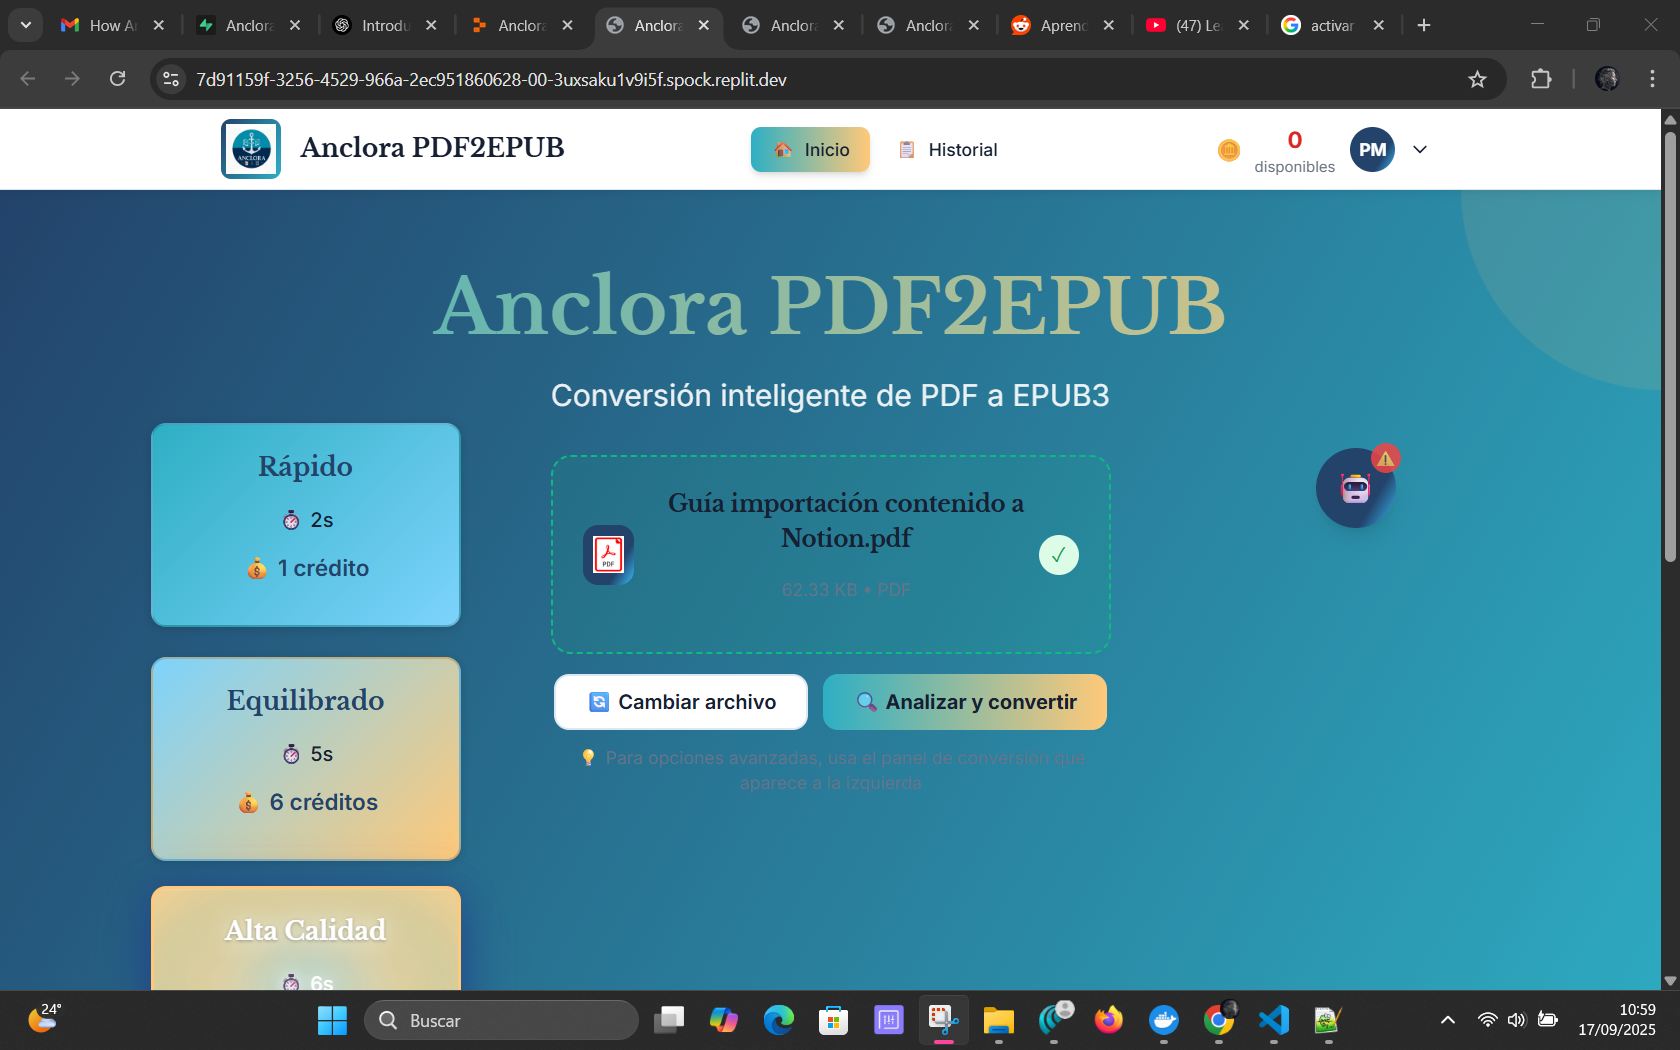 How A
Anclora
Introdu
Anclora
Anclora
Anclora
Anclora
Aprend
(47) Le
activar
7d91159f-3256-4529-966a-2ec951860628-00-3uxsaku1v9i5f.spock.replit.dev
ANCLORA
Anclora PDF2EPUB
Inicio
Historial
0
disponibles
PM
Anclora PDF2EPUB
Conversión inteligente de PDF a EPUB3
Rápido
2s
1 crédito
Equilibrado
5s
6 créditos
Alta Calidad
6s
Guía importación contenido a
Notion.pdf
PDF
62.33 KB • PDF
Cambiar archivo
Analizar y convertir
Para opciones avanzadas, usa el panel de conversión que
aparece a la izquierda
24°
Buscar
10:59
17/09/2025